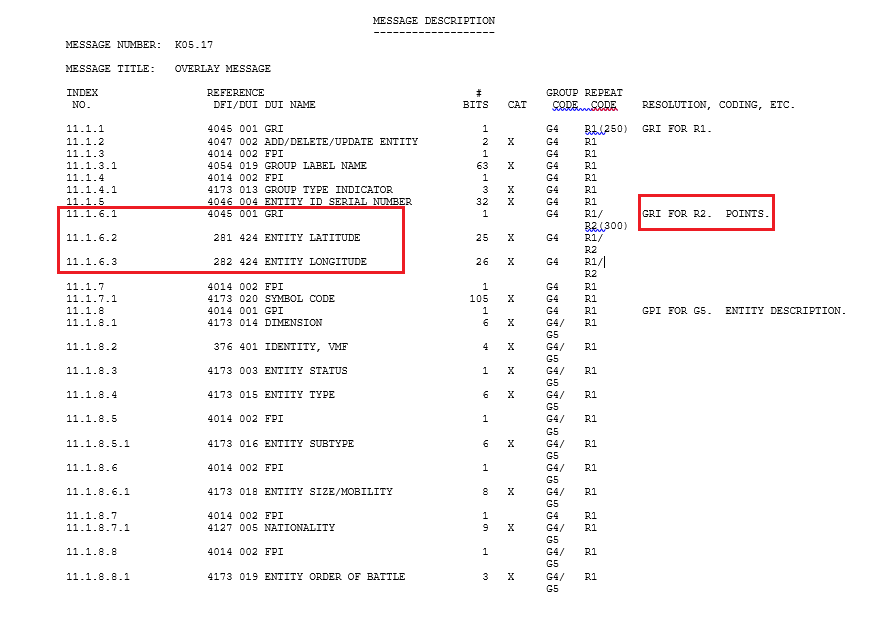 MESSAGE DESCRIPTION
-------------------
MESSAGE NUMBER: K05.17
MESSAGE TITLE: OVERLAY MESSAGE
INDEX REFERENCE # GROUP REPEAT
NO. DFI/DUI DUI NAME BITS CAT CODE CODE RESOLUTION, CODING, ETC.
11.1.1 4045 001 GRI 1 G4 R1(250) GRI FOR R1.
11.1.2 4047 002 ADD/DELETE/UPDATE ENTITY 2 X G4 R1
11.1.3 4014 002 FPI 1 G4 R1
11.1.3.1 4054 019 GROUP LABEL NAME 63 X G4 R1
11.1.4 4014 002 FPI 1 G4 R1
11.1.4.1 4173 013 GROUP TYPE INDICATOR 3 X G4 R1
11.1.5 4046 004 ENTITY ID SERIAL NUMBER 32 X G4 R1
11.1.6.1 4045 001 GRI 1 G4 R1/ GRI FOR R2. POINTS.
R2(300)
11.1.6.2 281 424 ENTITY LATITUDE 25 X G4 R1/
R2
11.1.6.3 282 424 ENTITY LONGITUDE 26 X G4 R1/
R2
11.1.7 4014 002 FPI 1 G4 R1
11.1.7.1 4173 020 SYMBOL CODE 105 X G4 R1
11.1.8 4014 001 GPI 1 G4 R1 GPI FOR G5. ENTITY DESCRIPTION.
11.1.8.1 4173 014 DIMENSION 6 X G4/ R1
G5
11.1.8.2 376 401 IDENTITY, VMF 4 X G4/ R1
G5
11.1.8.3 4173 003 ENTITY STATUS 1 X G4/ R1
G5
11.1.8.4 4173 015 ENTITY TYPE 6 X G4/ R1
G5
11.1.8.5 4014 002 FPI 1 G4/ R1
G5
11.1.8.5.1 4173 016 ENTITY SUBTYPE 6 X G4/ R1
G5
11.1.8.6 4014 002 FPI 1 G4/ R1
G5
11.1.8.6.1 4173 018 ENTITY SIZE/MOBILITY 8 X G4/ R1
G5
11.1.8.7 4014 002 FPI 1 G4 R1
11.1.8.7.1 4127 005 NATIONALITY 9 X G4/ R1
G5
11.1.8.8 4014 002 FPI 1 G4/ R1
G5
11.1.8.8.1 4173 019 ENTITY ORDER OF BATTLE 3 X G4/ R1
G5